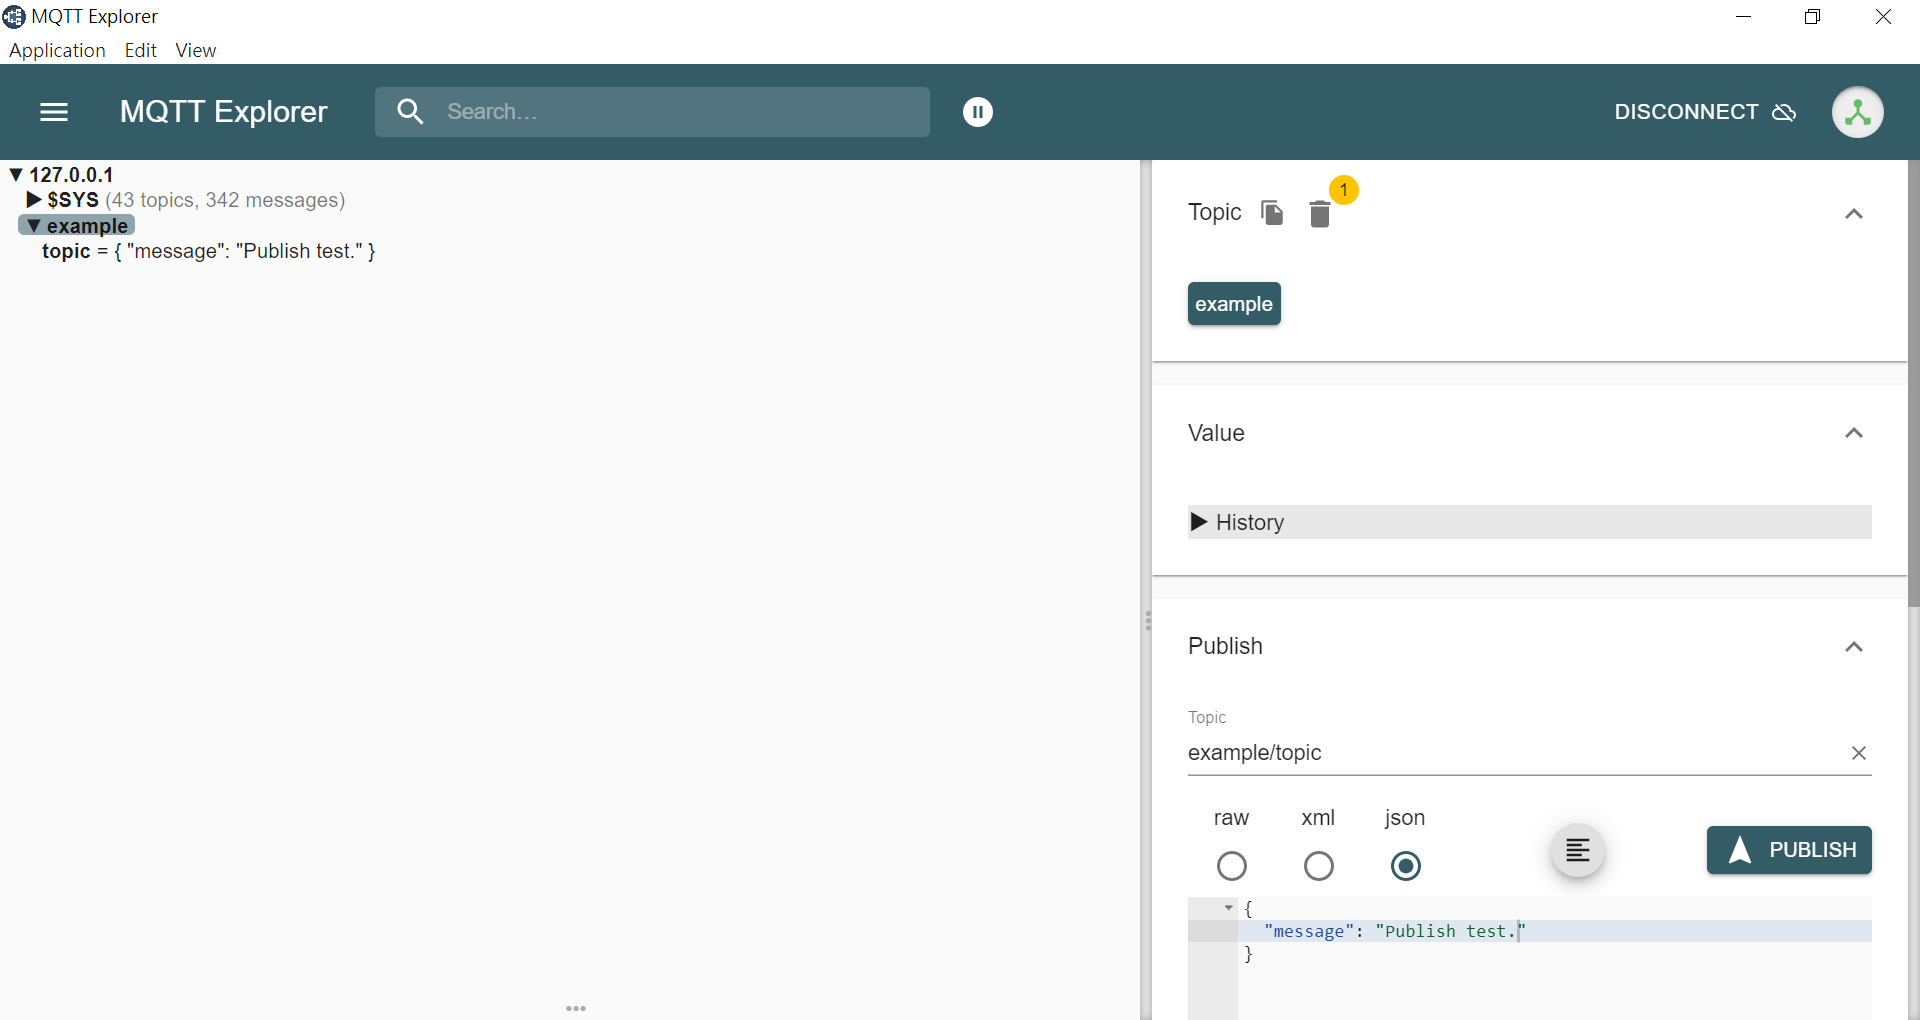 MQTT Explorer
Application Edit View
MQTT Explorer Search... DISCONNECT
▼ 127.0.0.1
▶ $SYS (43 topics, 342 messages)
▼ example
topic = { "message": "Publish test." }
Topic 1
example
Value
▶ History
Publish
Topic
example/topic
raw xml json
PUBLISH
{
"message": "Publish test."
}